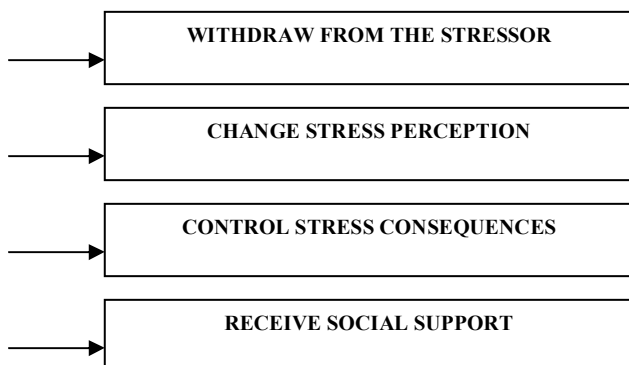 WITHDRAW FROM THE STRESSOR
CHANGE STRESS PERCEPTION
CONTROL STRESS CONSEQUENCES
RECEIVE SOCIAL SUPPORT